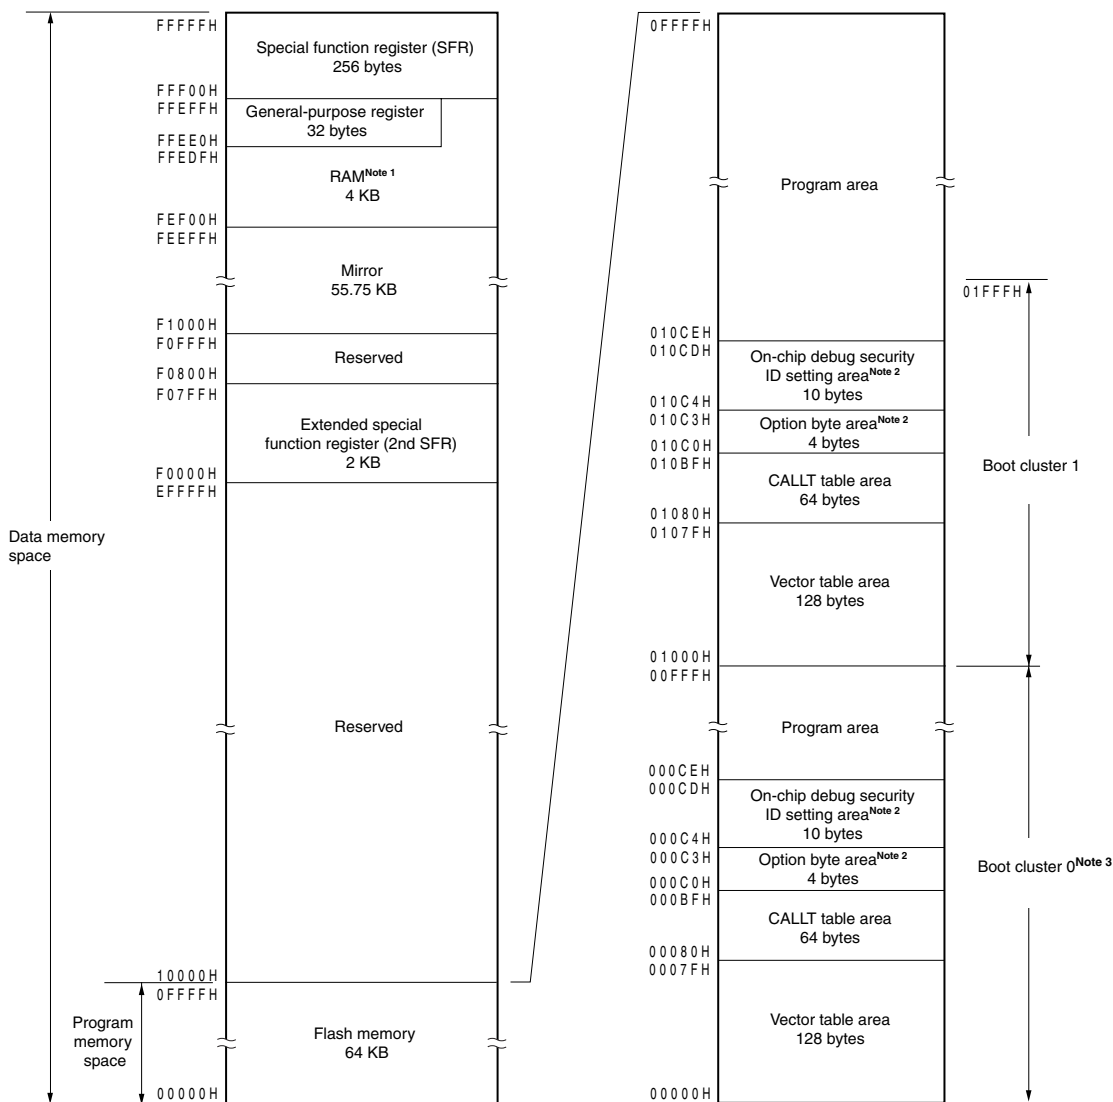 FFFFFH
Special function register (SFR)
256 bytes
FFF00H
FFEFFH
General-purpose register
32 bytes
FFEE0H
FFEDFH
RAMNote 1
4 KB
FEF00H
FEEFFH
Mirror
55.75 KB
F1000H
F0FFFH
Reserved
F0800H
F07FFH
Extended special
function register (2nd SFR)
2 KB
F0000H
EFFFFH
Data memory
space
Reserved
10000H
0FFFFH
Program
memory
space
Flash memory
64 KB
00000H
0FFFFH
Program area
01FFFH
010CEH
010CDH
On-chip debug security
ID setting areaNote 2
10 bytes
010C4H
010C3H
Option byte areaNote 2
4 bytes
010C0H
010BFH
Boot cluster 1
CALLT table area
64 bytes
01080H
0107FH
Vector table area
128 bytes
01000H
00FFFH
Program area
000CEH
000CDH
On-chip debug security
ID setting areaNote 2
10 bytes
000C4H
000C3H
Option byte areaNote 2
4 bytes
Boot cluster 0Note 3
000C0H
000BFH
CALLT table area
64 bytes
00080H
0007FH
Vector table area
128 bytes
00000H